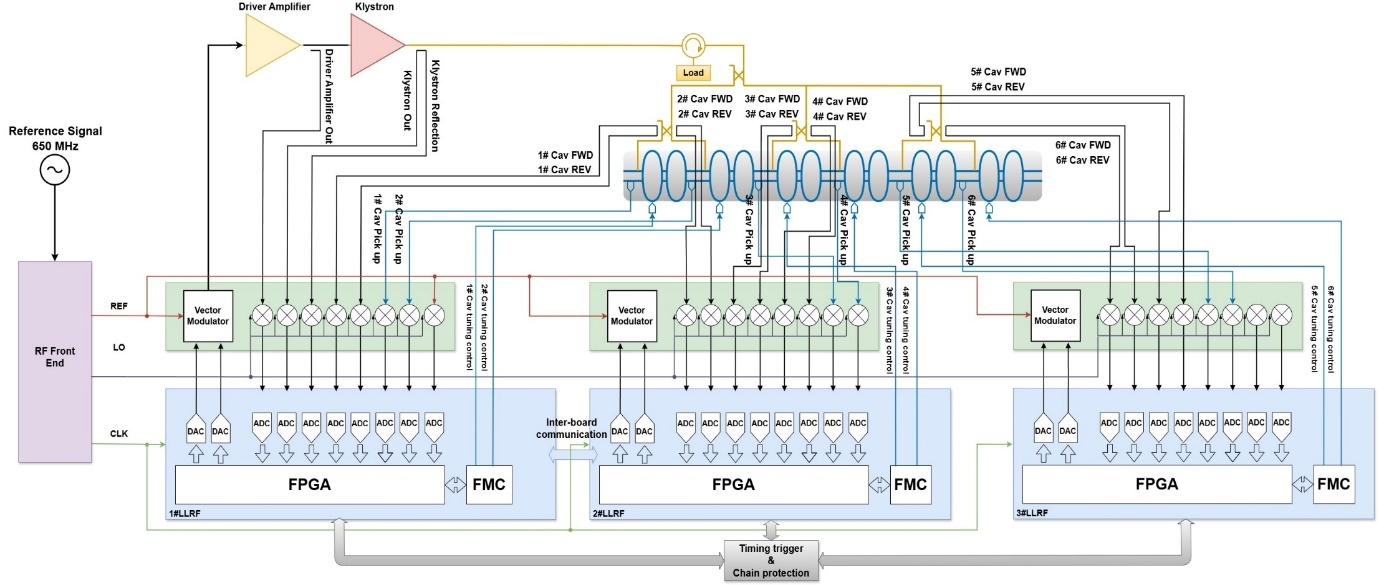 Driver Amplifier
Klystron
Load
Driver Amplifier Out
Klystron Out
Klystron Reflection
Reference Signal
650 MHz
5# Cav FWD
5# Cav REV
2# Cav FWD
2# Cav REV
3# Cav FWD
3# Cav REV
4# Cav FWD
4# Cav REV
1# Cav FWD
1# Cav REV
6# Cav FWD
6# Cav REV
1# Cav Pick up
2# Cav Pick up
3# Cav Pick up
4# Cav Pick up
5# Cav Pick up
6# Cav Pick up
RF Front
End
REF
LO
CLK
Vector
Modulator
1# Cav tuning control
2# Cav tuning control
Vector
Modulator
3# Cav tuning control
4# Cav tuning control
Vector
Modulator
5# Cav tuning control
6# Cav tuning control
DAC DAC ADC ADC ADC ADC ADC ADC ADC ADC
Inter-board
communication
DAC DAC ADC ADC ADC ADC ADC ADC ADC ADC
DAC DAC ADC ADC ADC ADC ADC ADC ADC ADC
FPGA FMC
FPGA FMC
FPGA FMC
1#LLRF
2#LLRF
3#LLRF
Timing trigger
&
Chain protection